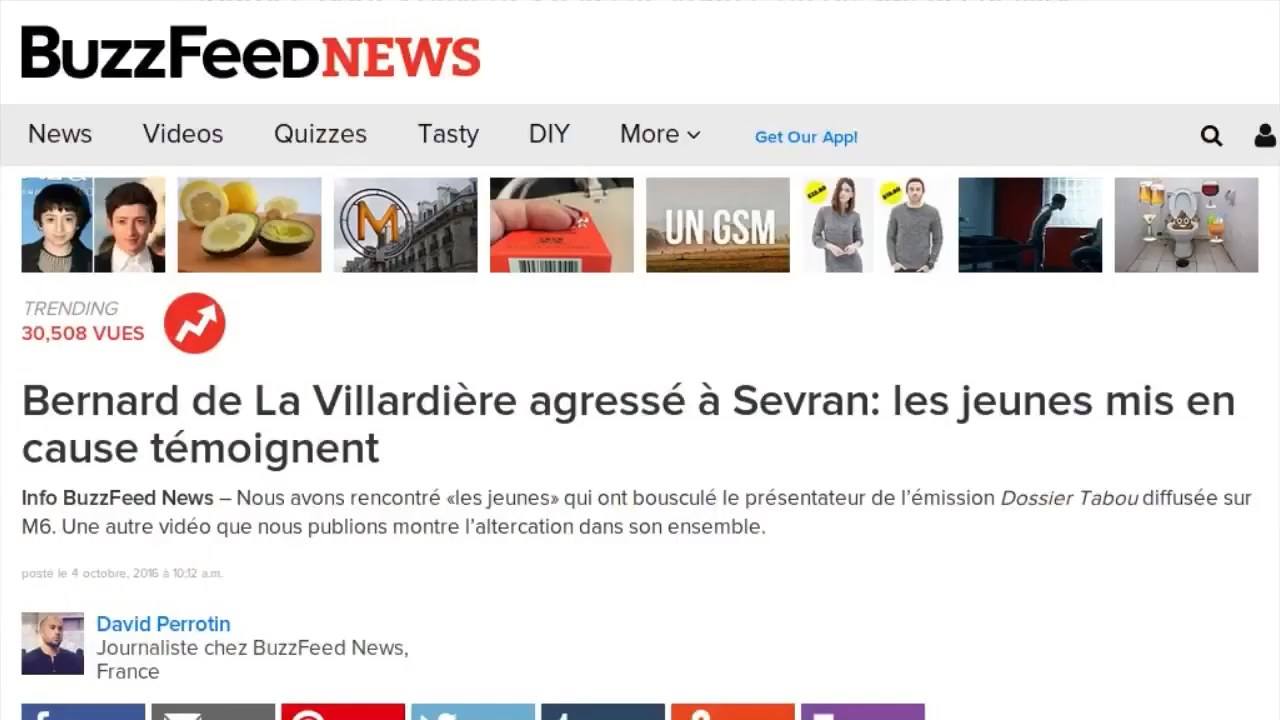 BuzzFeed NEWS
News Videos Quizzes Tasty DIY More Get Our App!
M UN GSM
TRENDING
30,508 VUES
Bernard de La Villardière agressé à Sevran: les jeunes mis en
cause témoignent
Info BuzzFeed News – Nous avons rencontré «les jeunes» qui ont bousculé le présentateur de l’émission Dossier Tabou diffusée sur
M6. Une autre vidéo que nous publions montre l’altercation dans son ensemble.
posté le 4 octobre, 2016 à 10:12 a.m.
David Perrotin
Journaliste chez BuzzFeed News,
France